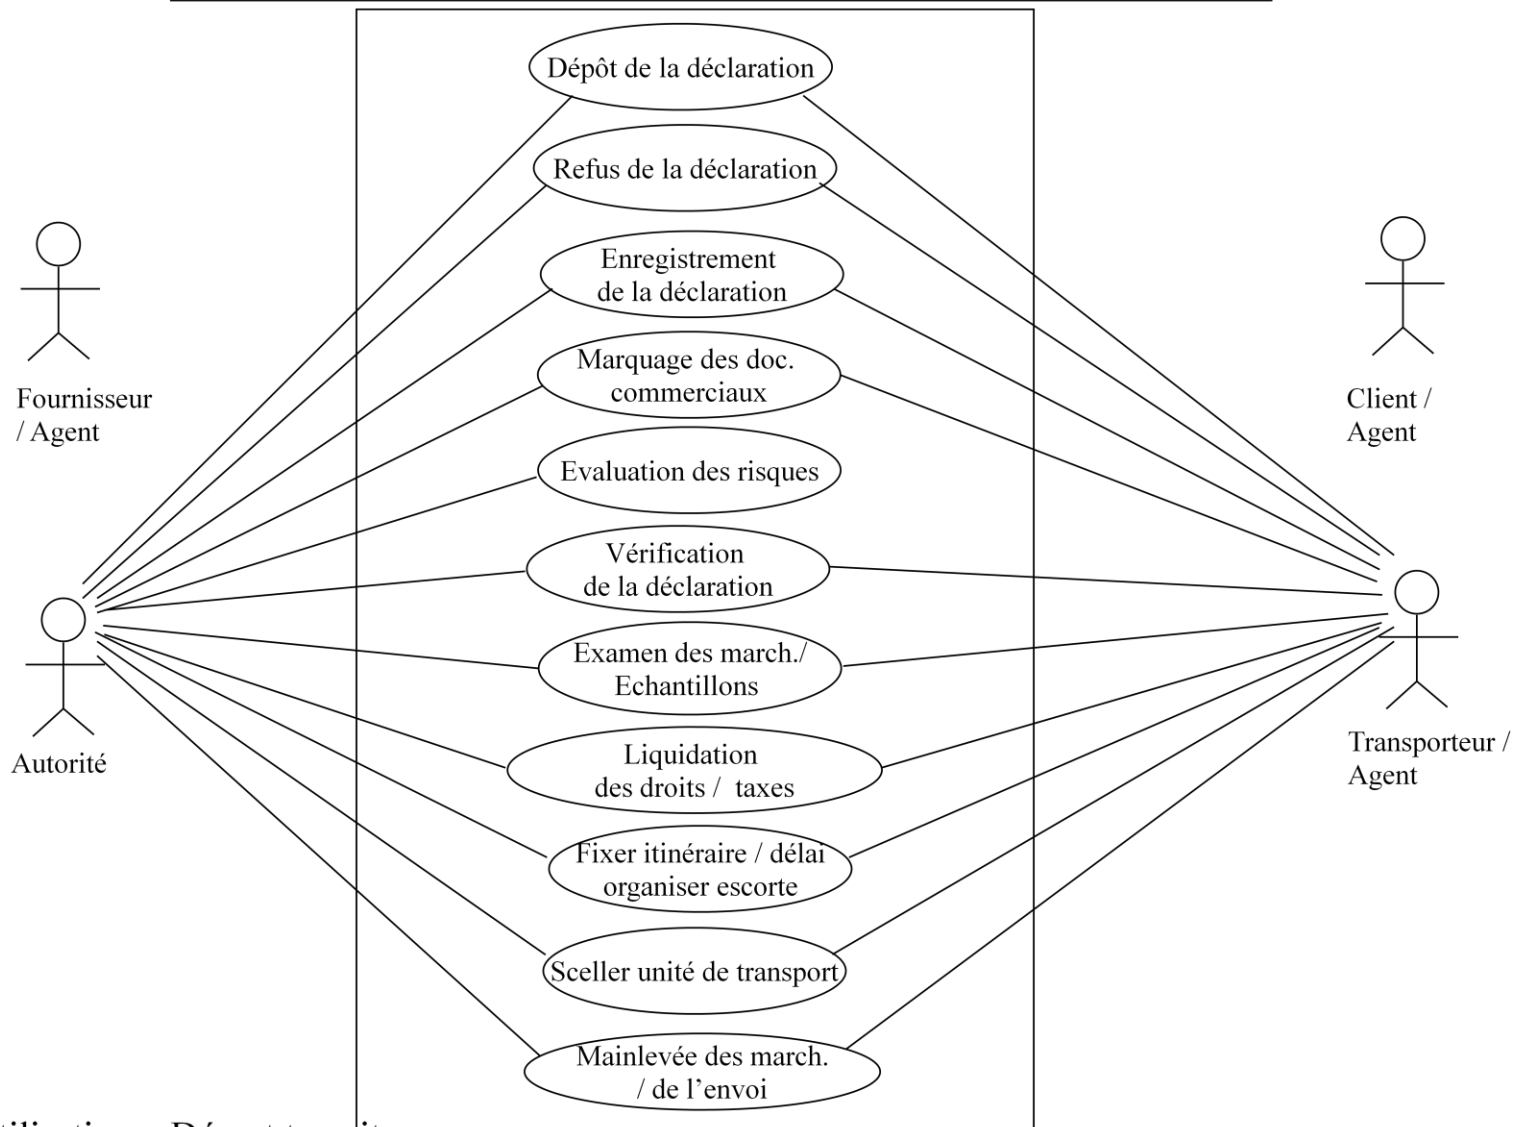 Dépôt de la déclaration
Refus de la déclaration
Enregistrement
de la déclaration
Marquage des doc.
commerciaux
Evaluation des risques
Vérification
de la déclaration
Examen des march./
Echantillons
Liquidation
des droits / taxes
Fixer itinéraire / délai
organiser escorte
Sceller unité de transport
Mainlevée des march.
/ de l’envoi
Fournisseur
/ Agent
Autorité
Client /
Agent
Transporteur /
Agent